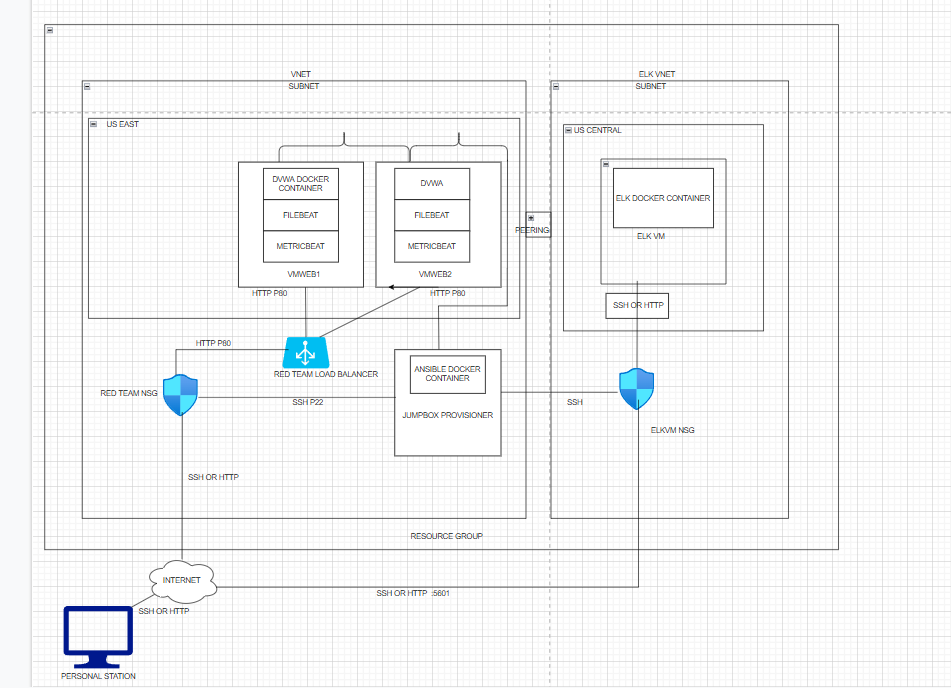 VNET
SUBNET
ELK VNET
SUBNET
US EAST
US CENTRAL
DVWA DOCKER
CONTAINER
FILEBEAT
METRICBEAT
VMWEB1
DVWA
FILEBEAT
METRICBEAT
VMWEB2
ELK DOCKER CONTAINER
ELK VM
PEERING
HTTP P80
HTTP P80
SSH OR HTTP
HTTP P80
RED TEAM LOAD BALANCER
ANSIBLE DOCKER
CONTAINER
JUMPBOX PROVISIONER
RED TEAM NSG
SSH P22
SSH
ELKVM NSG
SSH OR HTTP
RESOURCE GROUP
INTERNET
SSH OR HTTP :5601
SSH OR HTTP
PERSONAL STATION